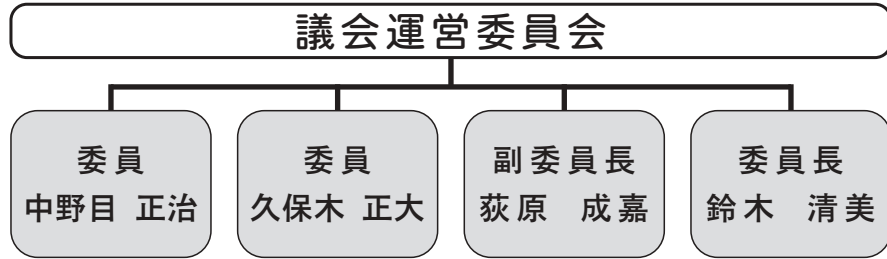 議会運営委員会
委員
中野目 正治
委員
久保木 正大
副委員長
荻原 成嘉
委員長
鈴木 清美